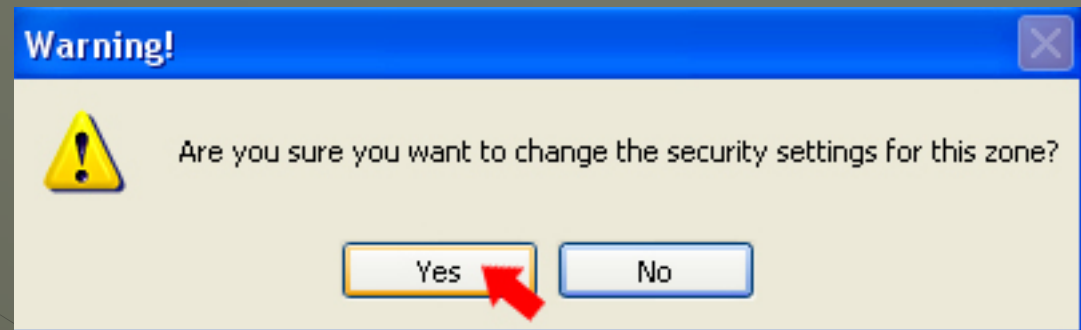 Warning!
Are you sure you want to change the security settings for this zone?
Yes
No